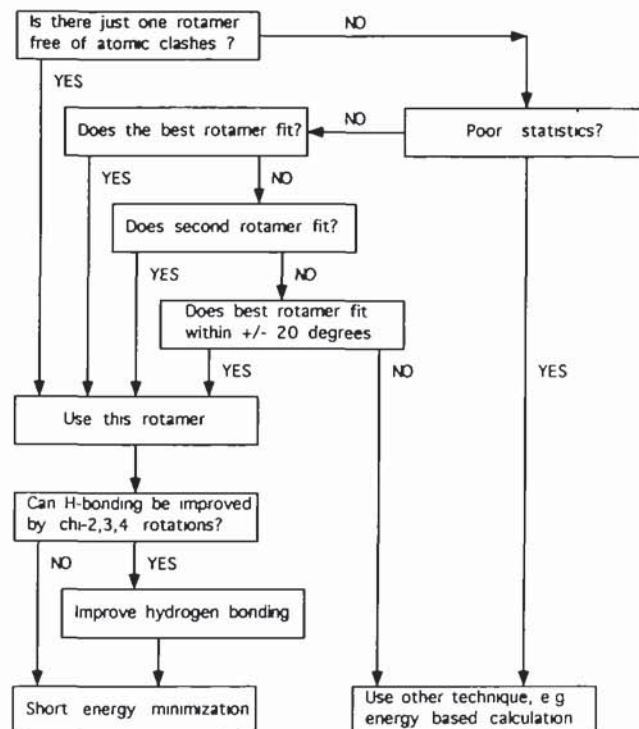 Is there just one rotamer
free of atomic clashes ?
NO
YES
Does the best rotamer fit?
NO
Poor statistics?
YES
NO
Does second rotamer fit?
YES
NO
Does best rotamer fit
within +/- 20 degrees
YES
NO
YES
Use this rotamer
Can H-bonding be improved
by chi-2,3,4 rotations?
NO
YES
Improve hydrogen bonding
Short energy minimization
Use other technique, e g
energy based calculation